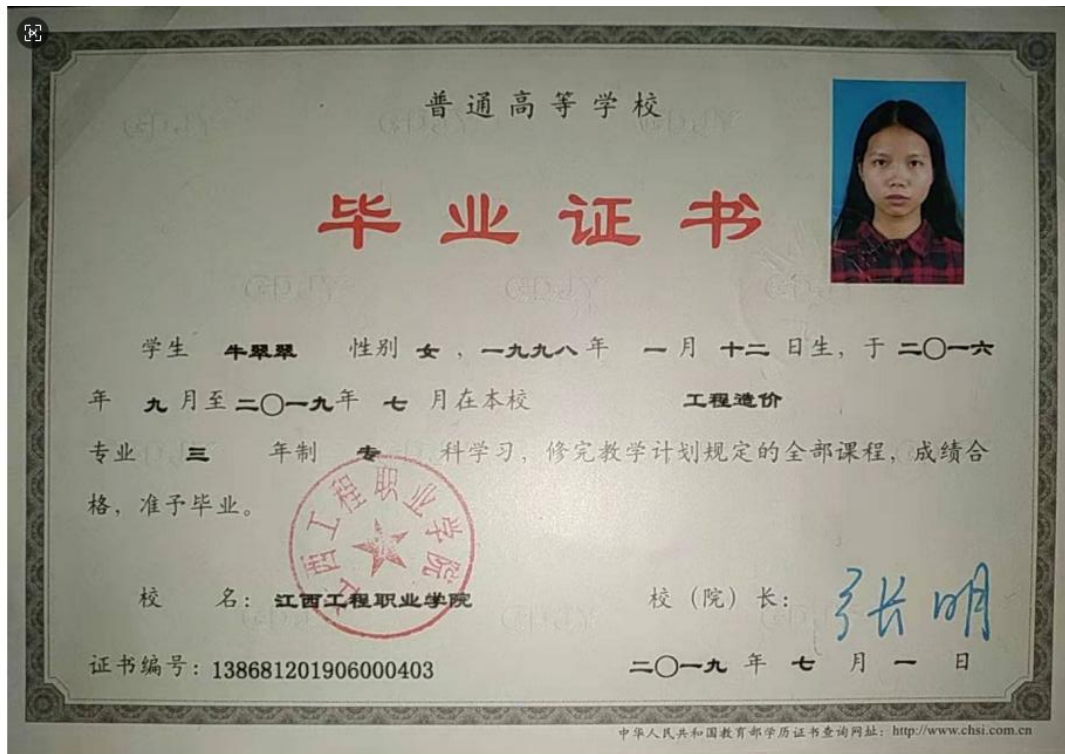 普通高等学校
毕业证书
学生 牛翠翠 性别 女 ，一九九八 年 一 月 十二 日生，于 二〇一六
年 九 月至 二〇一九 年 七 月在本校 工程造价
专业 三 年制 专 科学习，修完教学计划规定的全部课程，成绩合
格，准予毕业。
江西工程职业学院
校 名：江西工程职业学院 校（院）长：张明
证书编号：138681201906000403 二〇一九 年 七 月 一 日
中华人民共和国教育部学历证书查询网址：http://www.chsi.com.cn